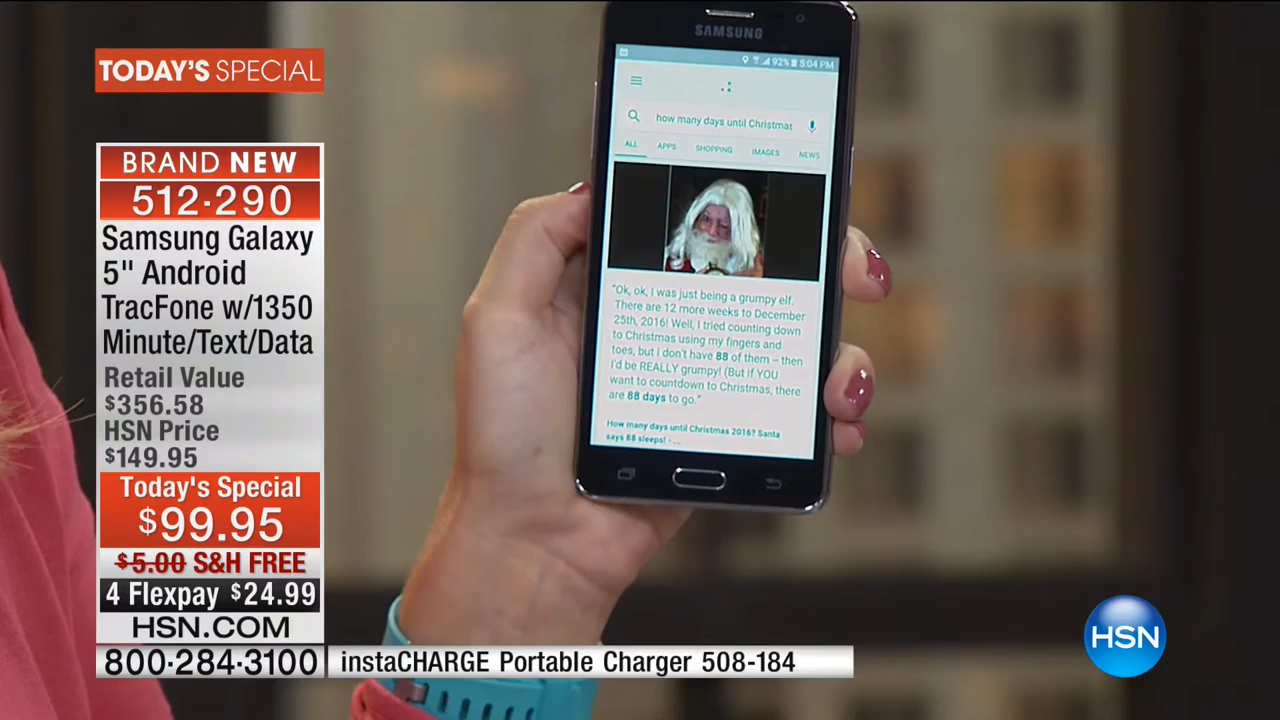 TODAY'S SPECIAL
BRAND NEW
512·290
Samsung Galaxy
5" Android
TracFone w/1350
Minute/Text/Data
Retail Value
$356.58
HSN Price
$149.95
Today's Special
$99.95
$5.00 S&H FREE
4 Flexpay $24.99
HSN.COM
800·284·3100
instaCHARGE Portable Charger 508-184
SAMSUNG
92% 5:04 PM
how many days until Christmas
ALL APPS SHOPPING IMAGES NEWS
"Ok, ok, I was just being a grumpy elf.
There are 12 more weeks to December
25th, 2016! Well, I tried counting down
to Christmas using my fingers and
toes, but I don't have 88 of them – then
I'd be REALLY grumpy! (But if YOU
want to countdown to Christmas, there
are 88 days to go."
How many days until Christmas 2016? Santa
says 88 sleeps! - ...
HSN